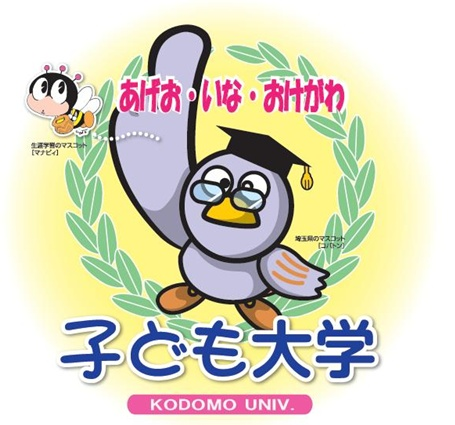 あげお・いな・おけがわ
生涯学習のマスコット
[マナビィ]
埼玉県のマスコット
[コバトン]
子ども大学
KODOMO UNIV.